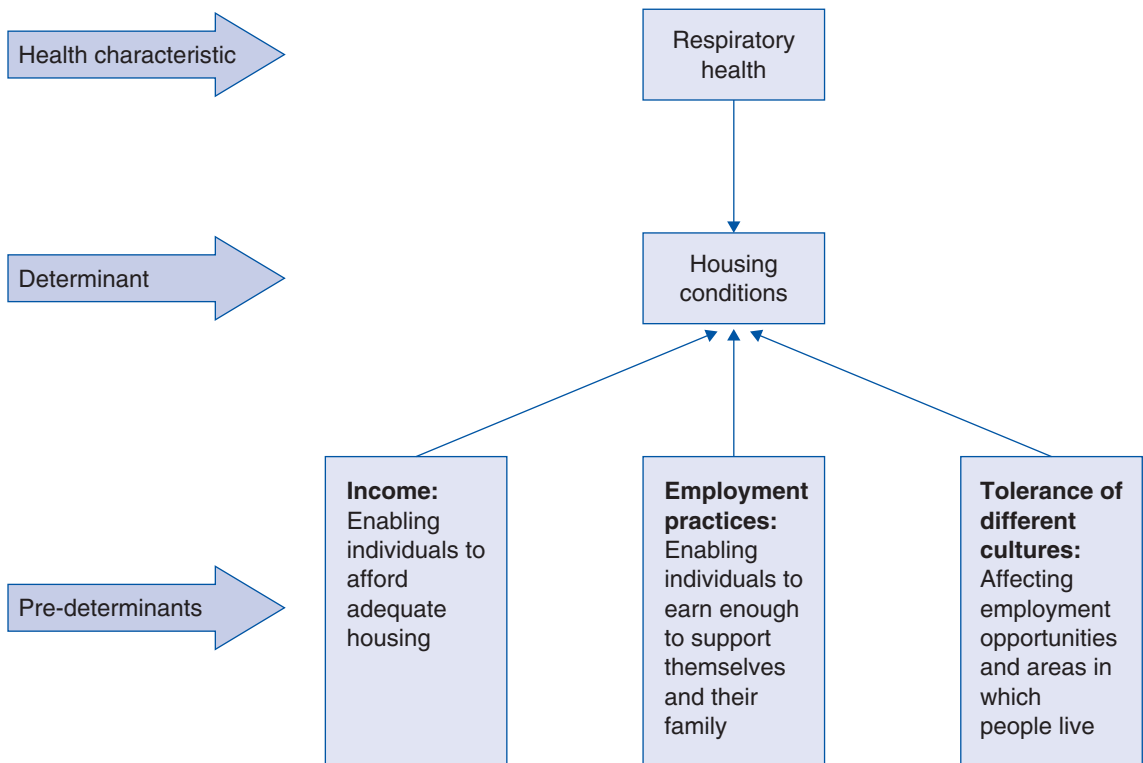 Health characteristic
Respiratory
health
Determinant
Housing
conditions
Pre-determinants
Income:
Enabling
individuals to
afford
adequate
housing
Employment
practices:
Enabling
individuals to
earn enough
to support
themselves
and their
family
Tolerance of
different
cultures:
Affecting
employment
opportunities
and areas in
which
people live